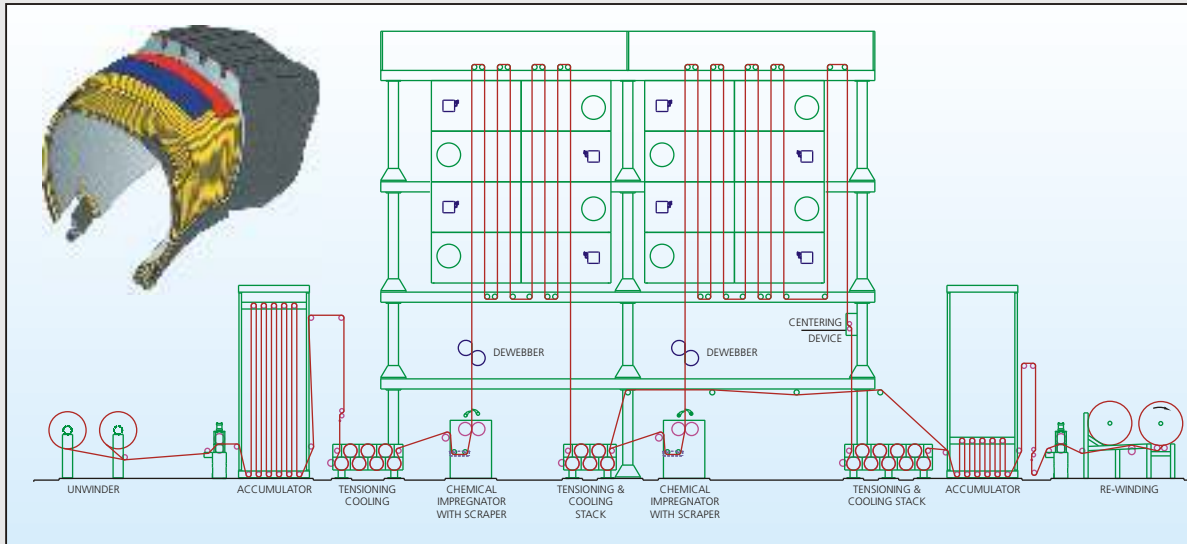 CENTERING
DEVICE
DEWEBBER
DEWEBBER
UNWINDER
ACCUMULATOR
TENSIONING
COOLING
CHEMICAL
IMPREGNATOR
WITH SCRAPER
TENSIONING &
COOLING
STACK
CHEMICAL
IMPREGNATOR
WITH SCRAPER
TENSIONING &
COOLING STACK
ACCUMULATOR
RE-WINDING